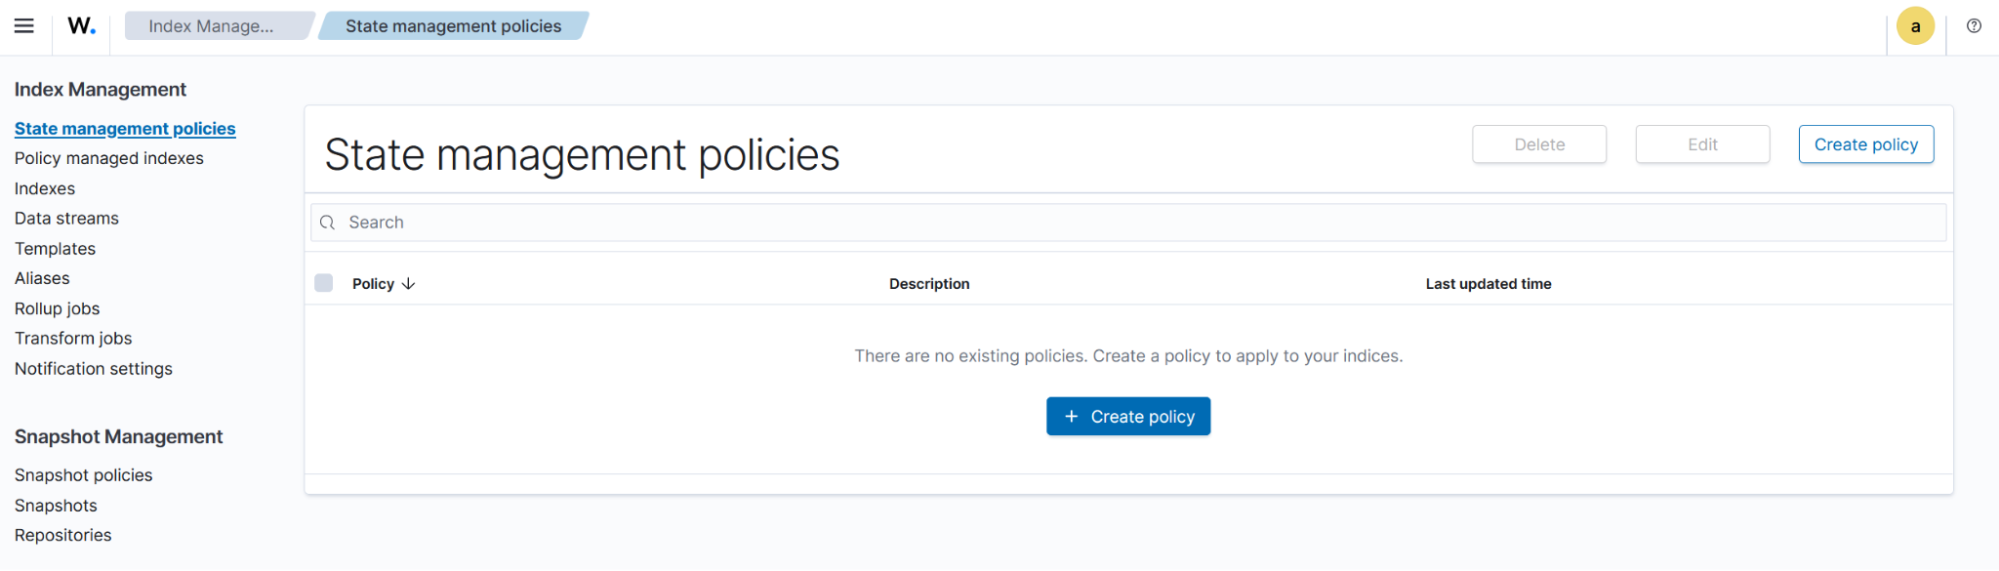 W.
Index Manage...
State management policies
a
Index Management
State management policies
Policy managed indexes
Indexes
Data streams
Templates
Aliases
Rollup jobs
Transform jobs
Notification settings
Snapshot Management
Snapshot policies
Snapshots
Repositories
State management policies
Delete
Edit
Create policy
Search
Policy
Description
Last updated time
There are no existing policies. Create a policy to apply to your indices.
+ Create policy